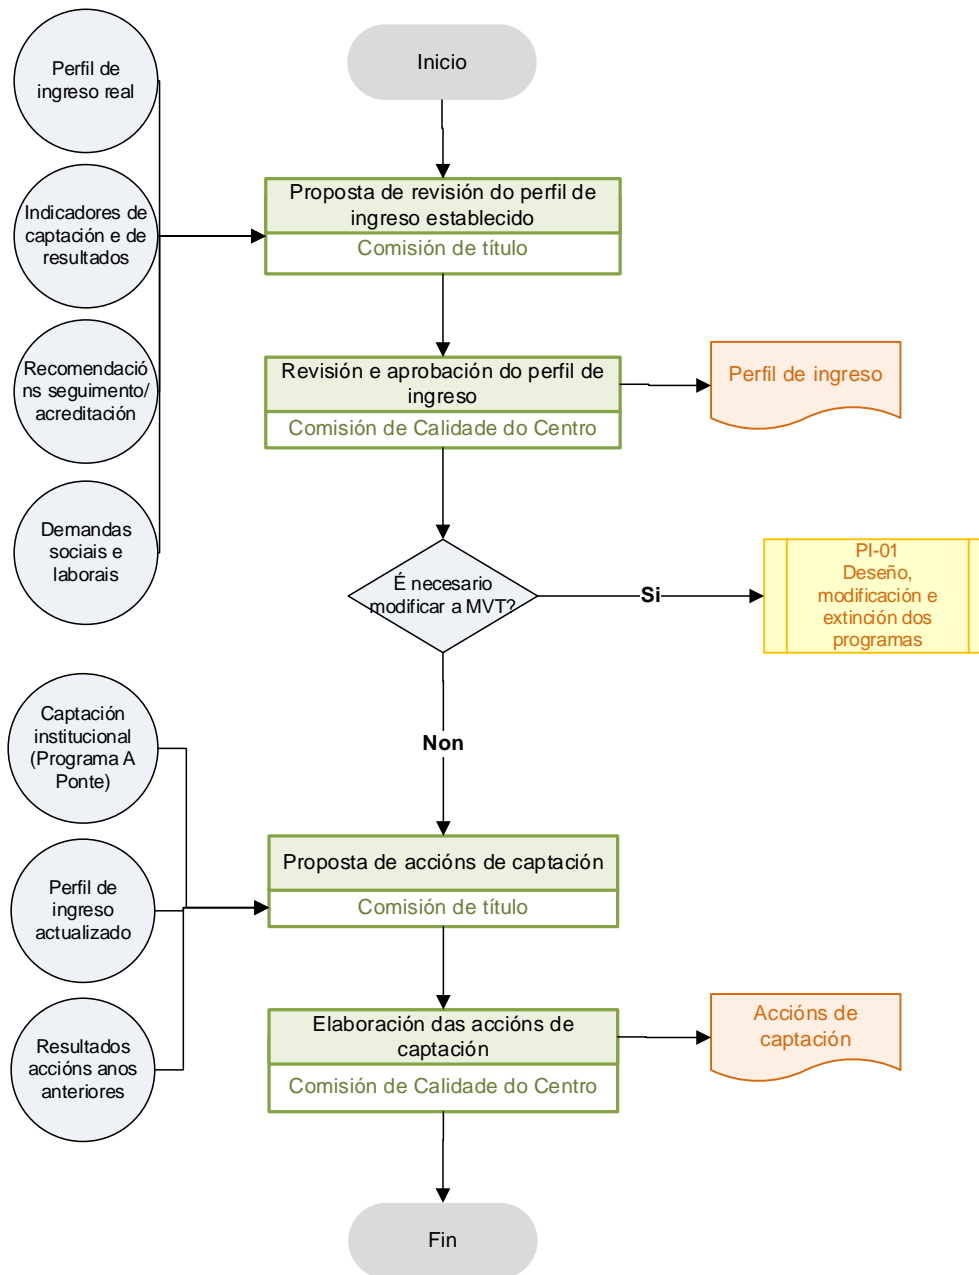 Inicio
Perfil de
ingreso real
Indicadores de
captación e de
resultados
Recomendació
ns seguimento/
acreditación
Demandas
sociais e
laborais
Proposta de revisión do perfil de
ingreso establecido
Comisión de título
Revisión e aprobación do perfil de
ingreso
Comisión de Calidade do Centro
Perfil de ingreso
É necesario
modificar a MVT?
Si
PI-01
Deseño,
modificación e
extinción dos
programas
Non
Captación
institucional
(Programa A
Ponte)
Perfil de
ingreso
actualizado
Resultados
accións anos
anteriores
Proposta de accións de captación
Comisión de título
Elaboración das accións de
captación
Comisión de Calidade do Centro
Accións de
captación
Fin